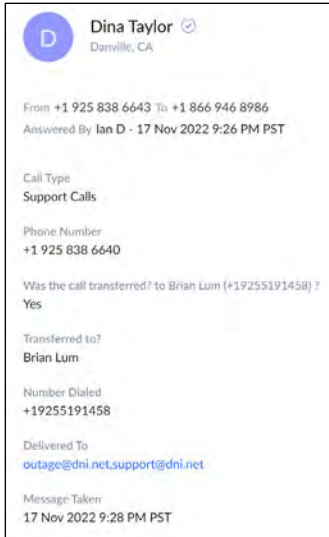 D
Dina Taylor
Danville, CA
From +1 925 838 6643 To +1 866 946 8986
Answered By Ian D - 17 Nov 2022 9:26 PM PST
Call Type
Support Calls
Phone Number
+1 925 838 6640
Was the call transferred? to Brian Lum (+19255191458) ?
Yes
Transferred to?
Brian Lum
Number Dialed
+19255191458
Delivered To
outage@dni.net,support@dni.net
Message Taken
17 Nov 2022 9:28 PM PST